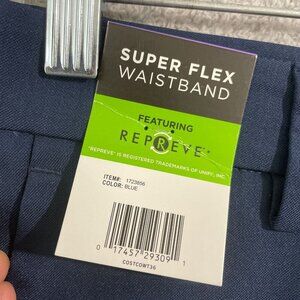 SUPER FLEX
WAISTBAND
FEATURING
REPREVE
"REPREVE" IS REGISTERED TRADEMARKS OF UNIFI, INC.
ITEM#: 1723856
COLOR: BLUE
0 17457 29309 1
COSTCOWT36